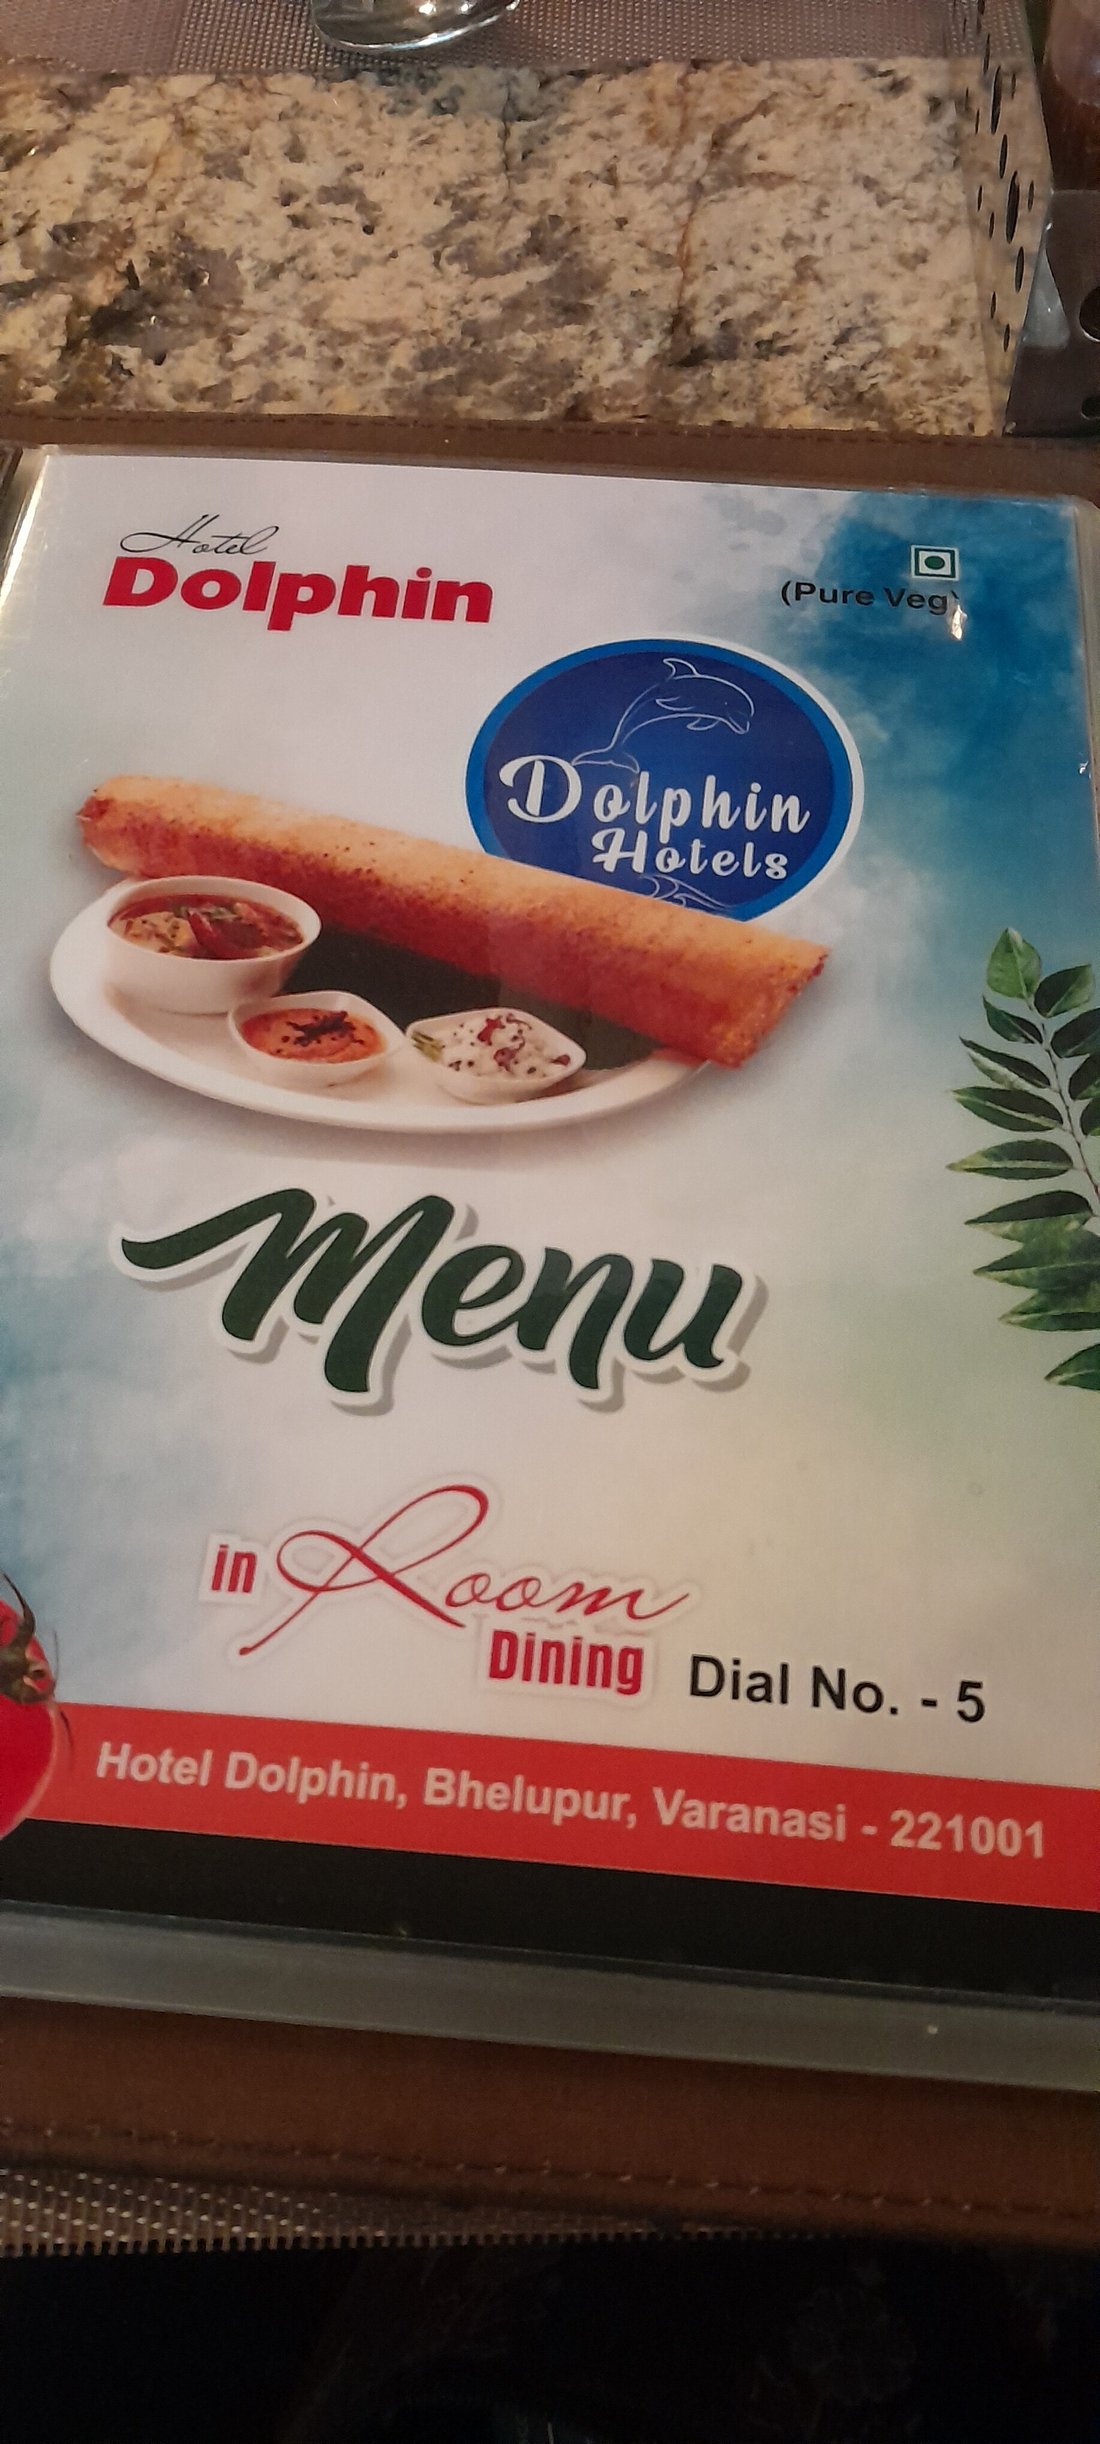 Hotel
Dolphin
(Pure Veg)
Dolphin
Hotels
Menu
in Room
Dining
Dial No. - 5
Hotel Dolphin, Bhelupur, Varanasi - 221001